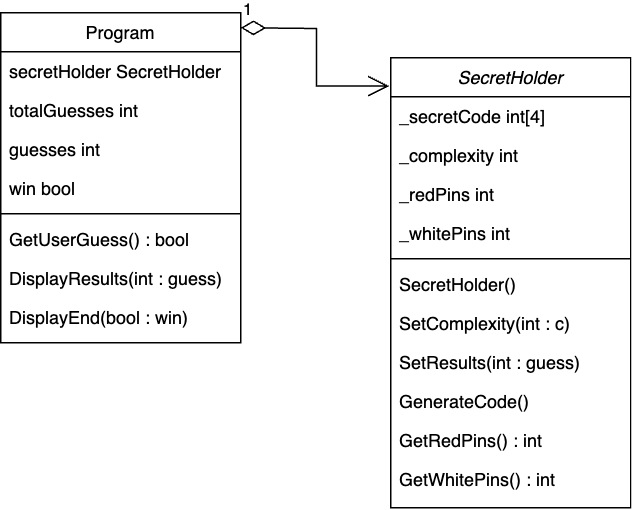 1
Program
secretHolder SecretHolder
totalGuesses int
guesses int
win bool
GetUserGuess() : bool
DisplayResults(int : guess)
DisplayEnd(bool : win)
SecretHolder
_secretCode int[4]
_complexity int
_redPins int
_whitePins int
SecretHolder()
SetComplexity(int : c)
SetResults(int : guess)
GenerateCode()
GetRedPins() : int
GetWhitePins() : int